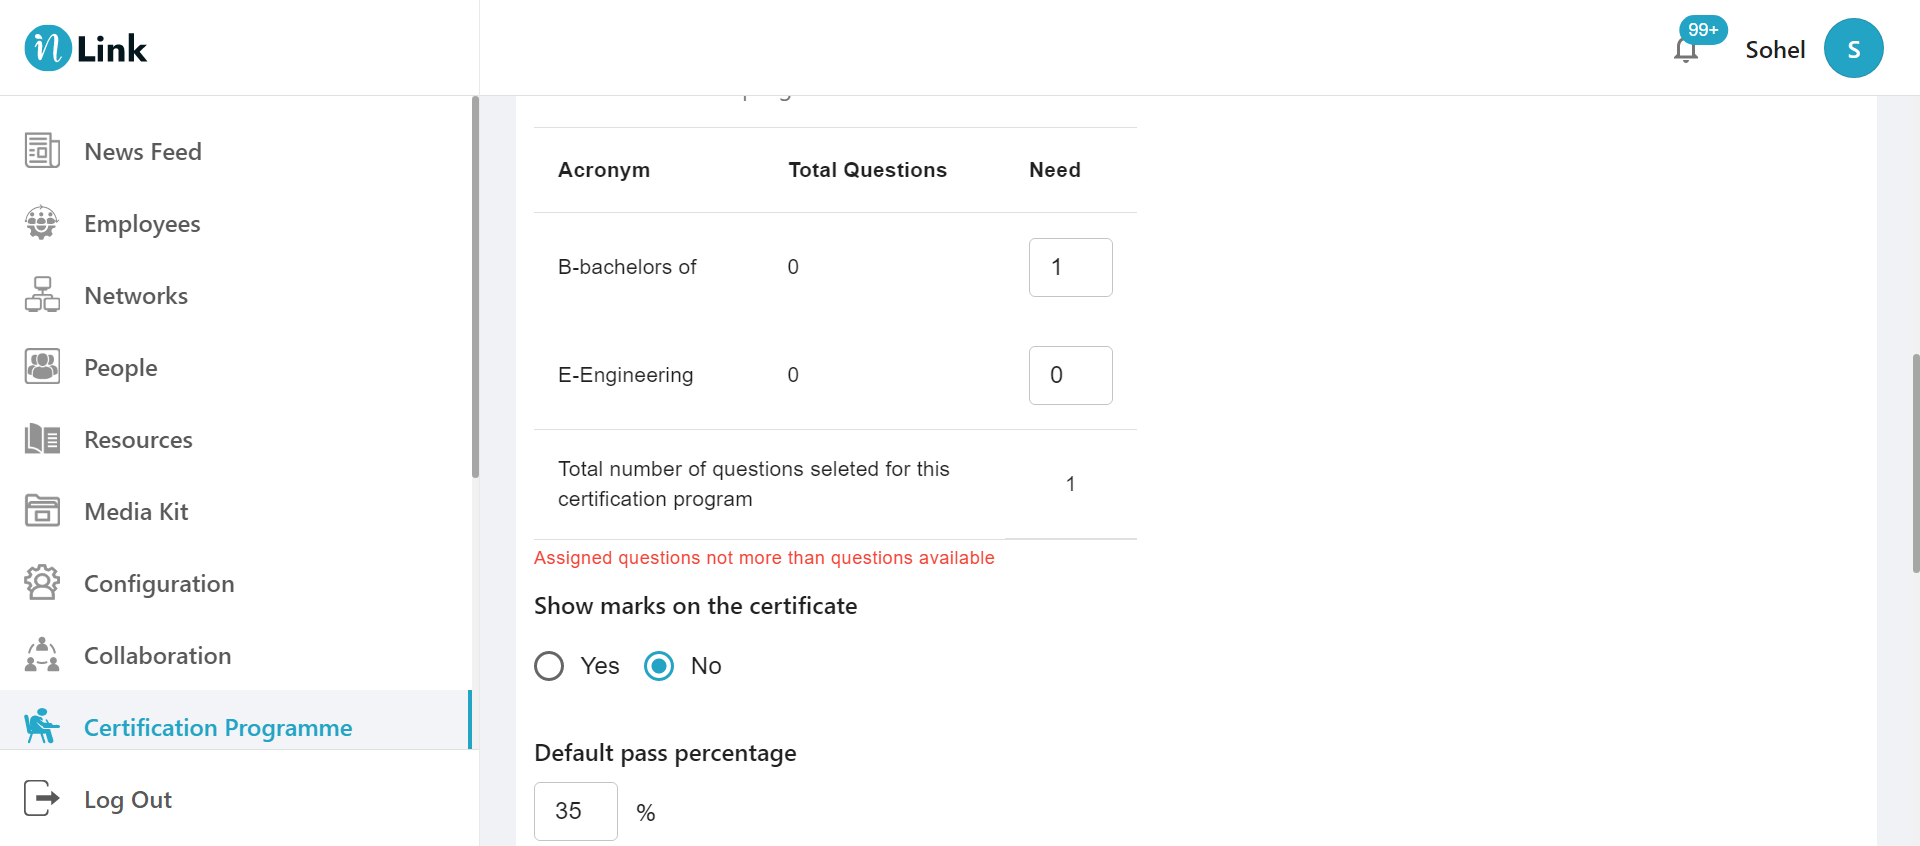 n Link
99+
Sohel
S
News Feed
Employees
Networks
People
Resources
Media Kit
Configuration
Collaboration
Certification Programme
Log Out
Acronym Total Questions Need
B-bachelors of 0 1
E-Engineering 0 0
Total number of questions seleted for this
certification program
1
Assigned questions not more than questions available
Show marks on the certificate
Yes No
Default pass percentage
35 %